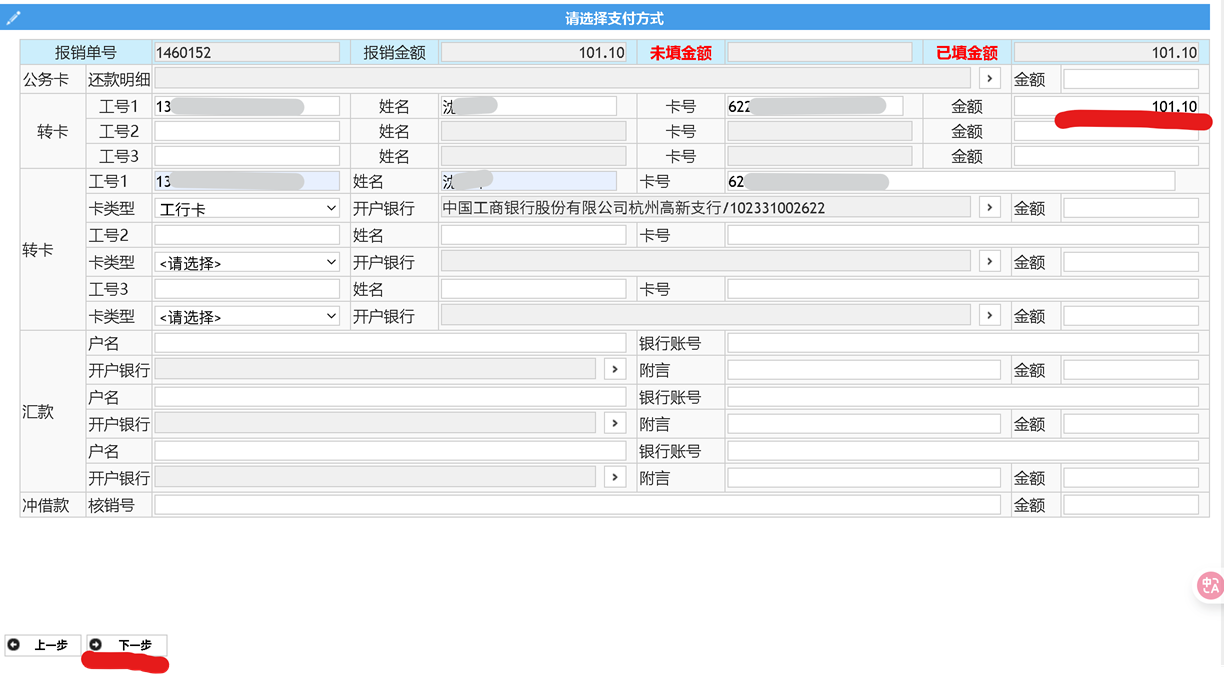 请选择支付方式
报销单号 1460152 报销金额 101.10 未填金额 已填金额 101.10
公务卡 还款明细 金额
转卡
工号1 13 姓名 沈 卡号 622 金额 101.10
工号2 姓名 卡号 金额
工号3 姓名 卡号 金额
转卡
工号1 13 姓名 沈 卡号 62
卡类型 工行卡 开户银行 中国工商银行股份有限公司杭州高新支行/102331002622 金额
工号2 姓名 卡号
卡类型 <请选择> 开户银行 金额
工号3 姓名 卡号
卡类型 <请选择> 开户银行 金额
汇款
户名 银行账号
开户银行 附言 金额
户名 银行账号
开户银行 附言 金额
户名 银行账号
开户银行 附言 金额
冲借款 核销号 金额
上一步 下一步